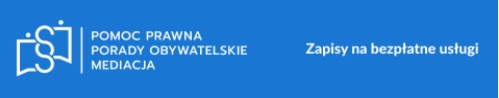 POMOC PRAWNA
PORADY OBYWATELSKIE
MEDIACJA
Zapisy na bezpłatne usługi